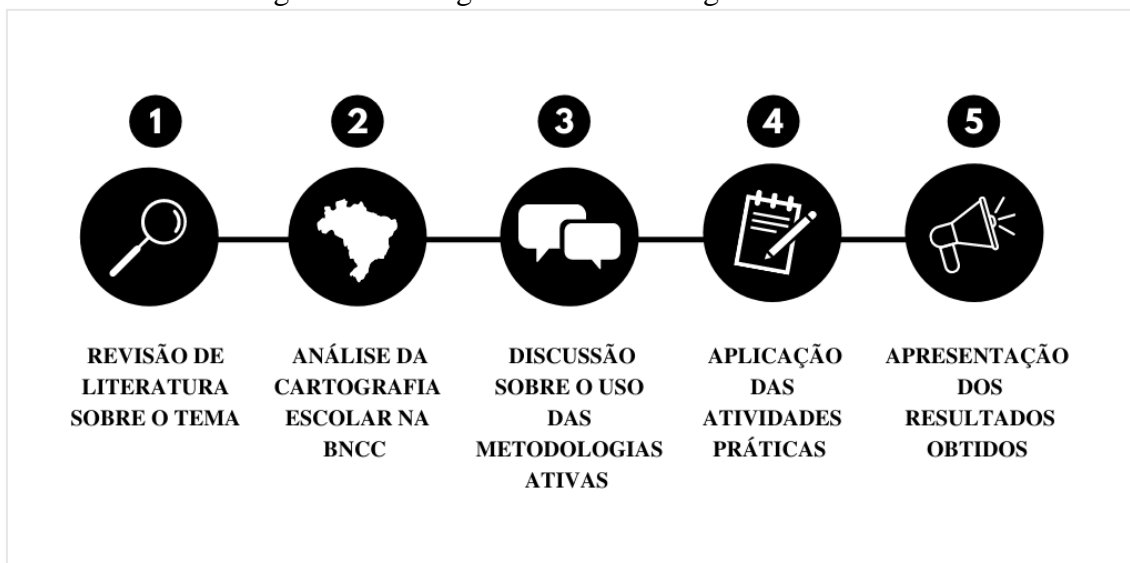 1
2
3
4
5
REVISÃO DE
LITERATURA
SOBRE O TEMA
ANÁLISE DA
CARTOGRAFIA
ESCOLAR NA
BNCC
DISCUSSÃO
SOBRE O USO
DAS
METODOLOGIAS
ATIVAS
APLICAÇÃO
DAS
ATIVIDADES
PRÁTICAS
APRESENTAÇÃO
DOS
RESULTADOS
OBTIDOS